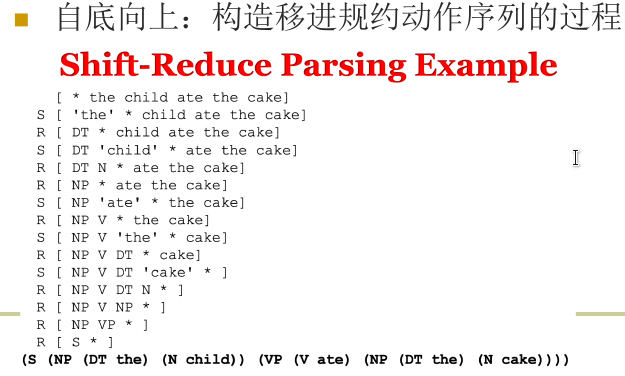 自底向上：构造移进规约动作序列的过程
Shift-Reduce Parsing Example
[ * the child ate the cake]
S [ 'the' * child ate the cake]
R [ DT * child ate the cake]
S [ DT 'child' * ate the cake]
R [ DT N * ate the cake]
R [ NP * ate the cake]
S [ NP 'ate' * the cake]
R [ NP V * the cake]
S [ NP V 'the' * cake]
R [ NP V DT * cake]
S [ NP V DT 'cake' * ]
R [ NP V DT N * ]
R [ NP V NP * ]
R [ NP VP * ]
R [ S * ]
(S (NP (DT the) (N child)) (VP (V ate) (NP (DT the) (N cake))))